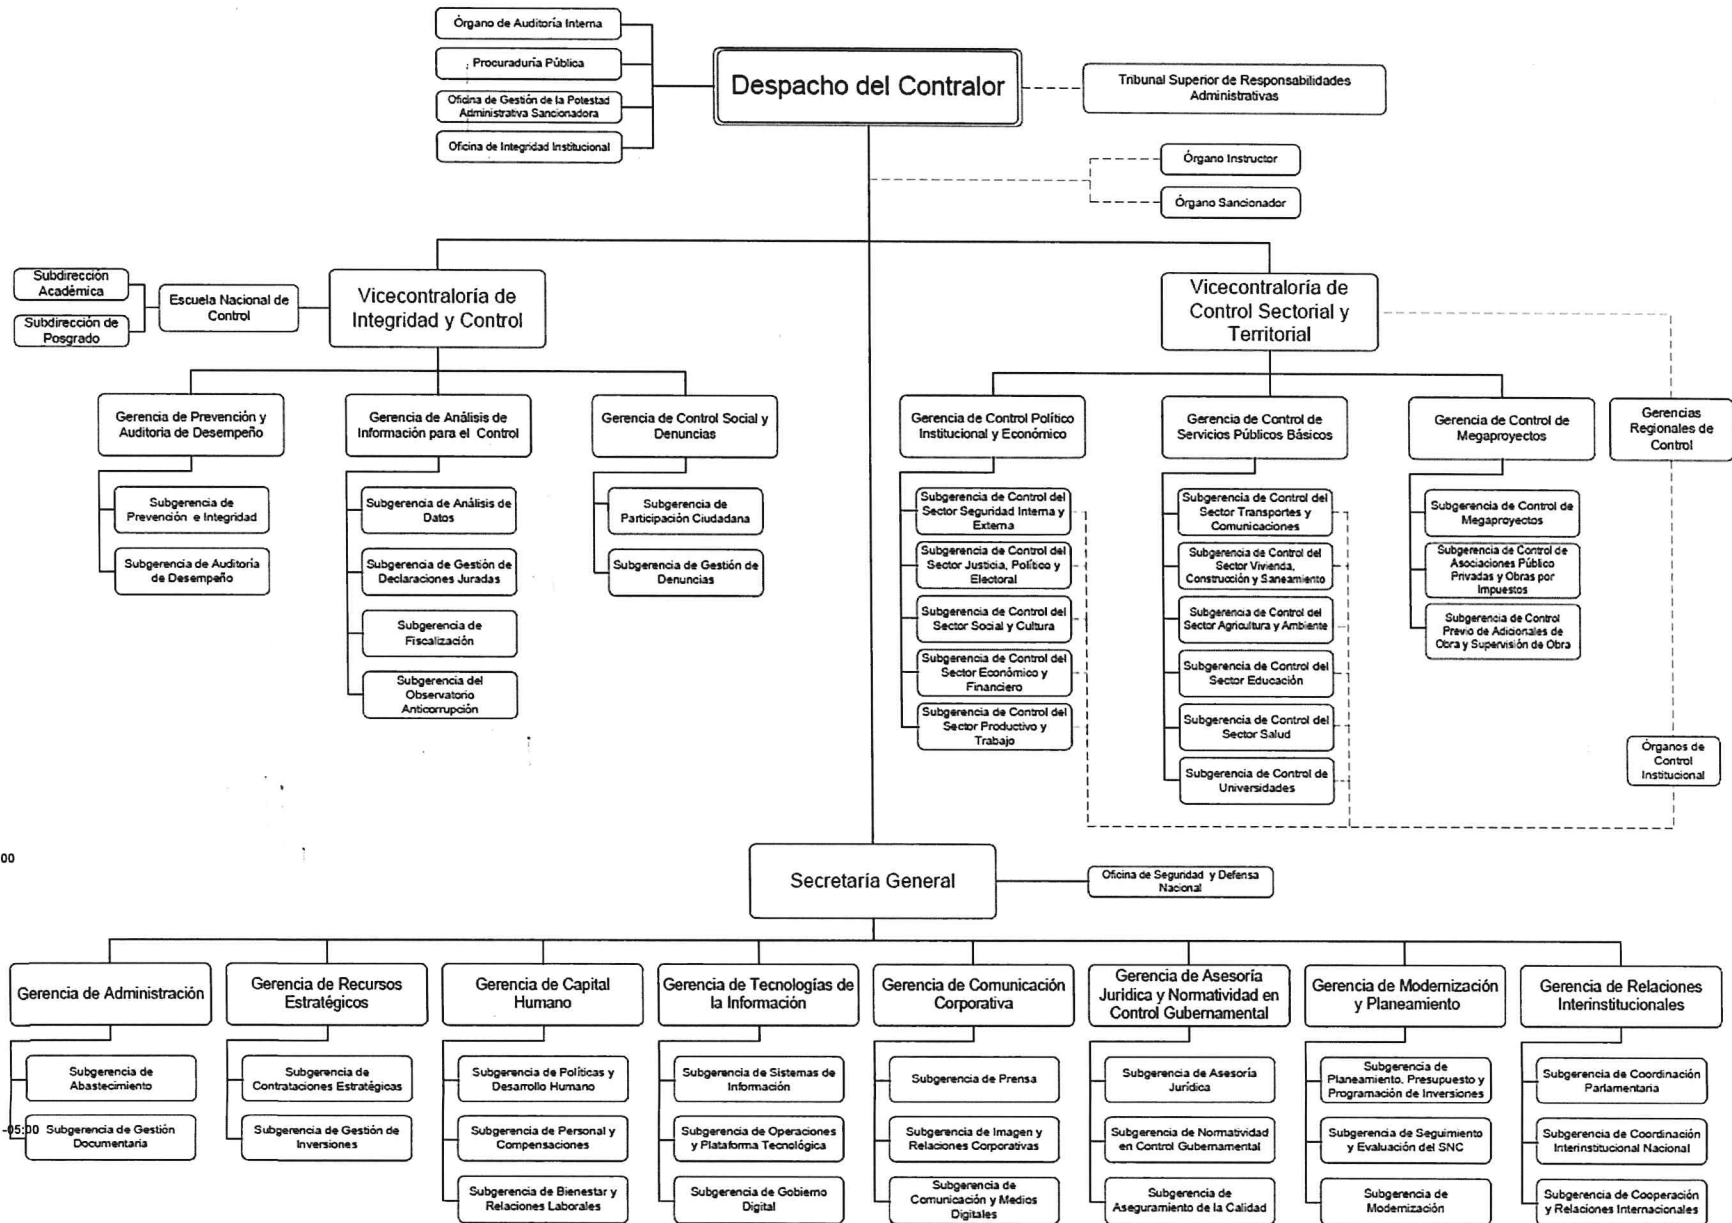 Órgano de Auditoría Interna
Procuraduría Pública
Oficina de Gestión de la Potestad
Administrativa Sancionadora
Oficina de Integridad Institucional
Despacho del Contralor
Tribunal Superior de Responsabilidades
Administrativas
Órgano Instructor
Órgano Sancionador
Subdirección
Académica
Subdirección de
Posgrado
Escuela Nacional de
Control
Vicecontraloría de
Integridad y Control
Vicecontraloría de
Control Sectorial y
Territorial
Gerencia de Prevención y
Auditoria de Desempeño
Subgerencia de
Prevención e Integridad
Subgerencia de Auditoria
de Desempeño
Gerencia de Análisis de
Información para el Control
Subgerencia de Análisis de
Datos
Subgerencia de Gestión de
Declaraciones Juradas
Subgerencia de
Fiscalización
Subgerencia del
Observatorio
Anticorrupción
Gerencia de Control Social y
Denuncias
Subgerencia de
Participación Ciudadana
Subgerencia de Gestión de
Denuncias
Gerencia de Control Político
Institucional y Económico
Subgerencia de Control del
Sector Seguridad Interna y
Externa
Subgerencia de Control del
Sector Justicia, Político y
Electoral
Subgerencia de Control del
Sector Social y Cultura
Subgerencia de Control del
Sector Económico y
Financiero
Subgerencia de Control del
Sector Productivo y
Trabajo
Gerencia de Control de
Servicios Públicos Básicos
Subgerencia de Control del
Sector Transportes y
Comunicaciones
Subgerencia de Control del
Sector Vivienda,
Construcción y Saneamiento
Subgerencia de Control del
Sector Agricultura y Ambiente
Subgerencia de Control del
Sector Educación
Subgerencia de Control del
Sector Salud
Subgerencia de Control de
Universidades
Gerencia de Control de
Megaproyectos
Subgerencia de Control de
Megaproyectos
Subgerencia de Control de
Asociaciones Público
Privadas y Obras por
Impuestos
Subgerencia de Control
Previo de Adicionales de
Obra y Supervisión de Obra
Gerencias
Regionales de
Control
Órganos de
Control
Institucional
00
Secretaría General
Oficina de Seguridad y Defensa
Nacional
Gerencia de Administración
Subgerencia de
Abastecimiento
-05:00
Subgerencia de Gestión
Documentaria
Gerencia de Recursos
Estratégicos
Subgerencia de
Contrataciones Estratégicas
Subgerencia de Gestión de
Inversiones
Gerencia de Capital
Humano
Subgerencia de Políticas y
Desarrollo Humano
Subgerencia de Personal y
Compensaciones
Subgerencia de Bienestar y
Relaciones Laborales
Gerencia de Tecnologías de
la Información
Subgerencia de Sistemas de
Información
Subgerencia de Operaciones
y Plataforma Tecnológica
Subgerencia de Gobierno
Digital
Gerencia de Comunicación
Corporativa
Subgerencia de Prensa
Subgerencia de Imagen y
Relaciones Corporativas
Subgerencia de
Comunicación y Medios
Digitales
Gerencia de Asesoría
Jurídica y Normatividad en
Control Gubernamental
Subgerencia de Asesoría
Jurídica
Subgerencia de Normatividad
en Control Gubernamental
Subgerencia de
Aseguramiento de la Calidad
Gerencia de Modernización
y Planeamiento
Subgerencia de
Planeamiento, Presupuesto y
Programación de Inversiones
Subgerencia de Seguimiento
y Evaluación del SNC
Subgerencia de
Modernización
Gerencia de Relaciones
Interinstitucionales
Subgerencia de Coordinación
Parlamentaria
Subgerencia de Coordinación
Interinstitucional Nacional
Subgerencia de Cooperación
y Relaciones Internacionales